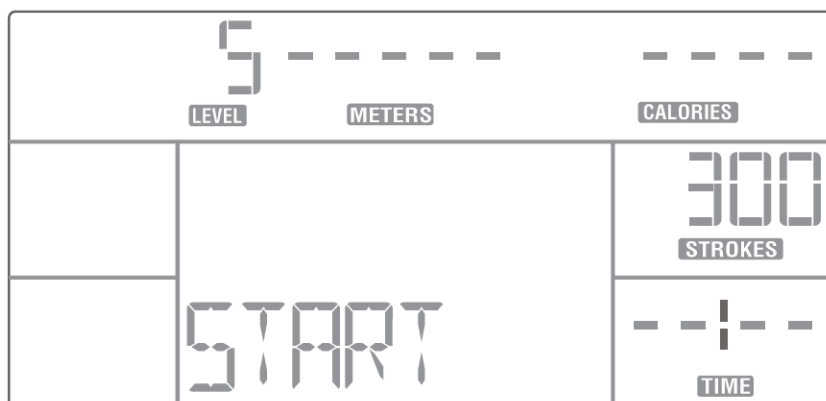 5 ----- ----
LEVEL METERS CALORIES
300
STROKES
START --¦--
TIME